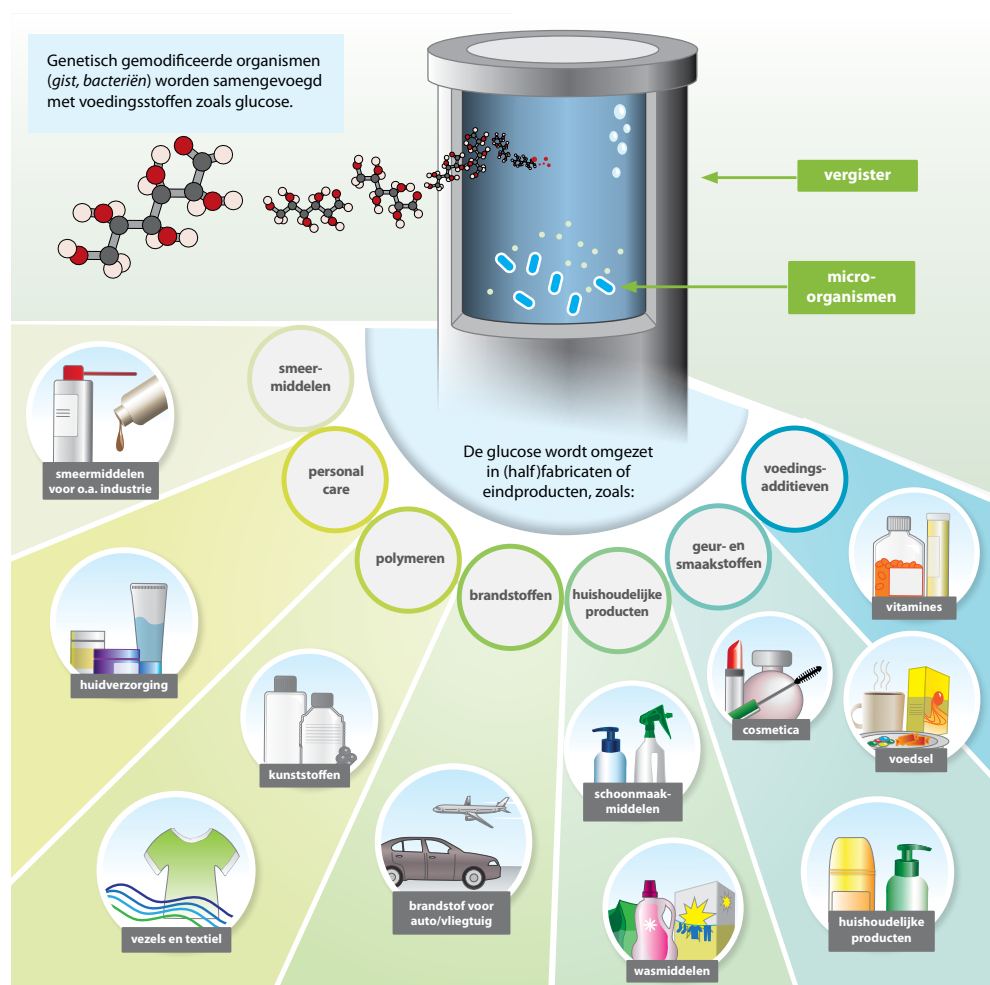 Genetisch gemodificeerde organismen
(gist, bacteriën) worden samengevoegd
met voedingsstoffen zoals glucose.
vergister
micro-
organismen
De glucose wordt omgezet
in (half)fabricaten of
eindproducten, zoals:
smeer-
middelen
smeermiddelen
voor o.a. industrie
personal
care
huidverzorging
polymeren
kunststoffen
vezels en textiel
brandstoffen
brandstof voor
auto/vliegtuig
huishoudelijke
producten
schoonmaak-
middelen
wasmiddelen
geur- en
smaakstoffen
cosmetica
voedsel
huishoudelijke
producten
voedings-
additieven
vitamines